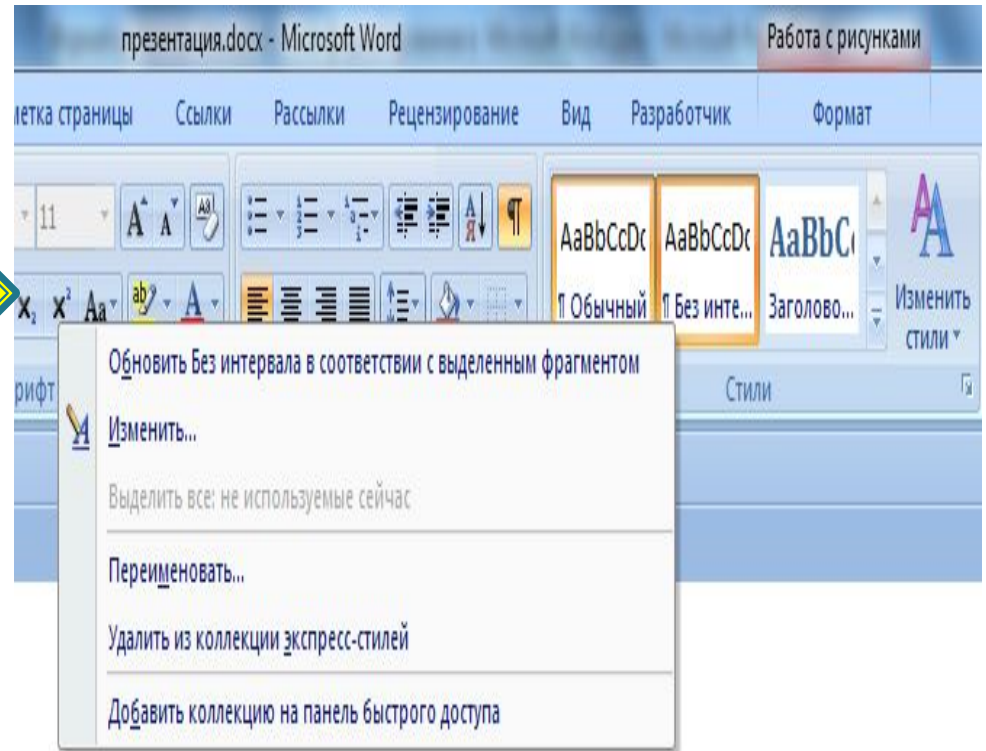 презентация.docx - Microsoft Word
Работа с рисунками
метка страницы Ссылки Рассылки Рецензирование Вид Разработчик Формат
11
AaBbCcDc AaBbCcDc AaBbC
¶ Обычный ¶ Без инте... Заголово...
Изменить
стили
рифт
Стили
Обновить Без интервала в соответствии с выделенным фрагментом
Изменить...
Выделить все: не используемые сейчас
Переименовать...
Удалить из коллекции экспресс-стилей
Добавить коллекцию на панель быстрого доступа